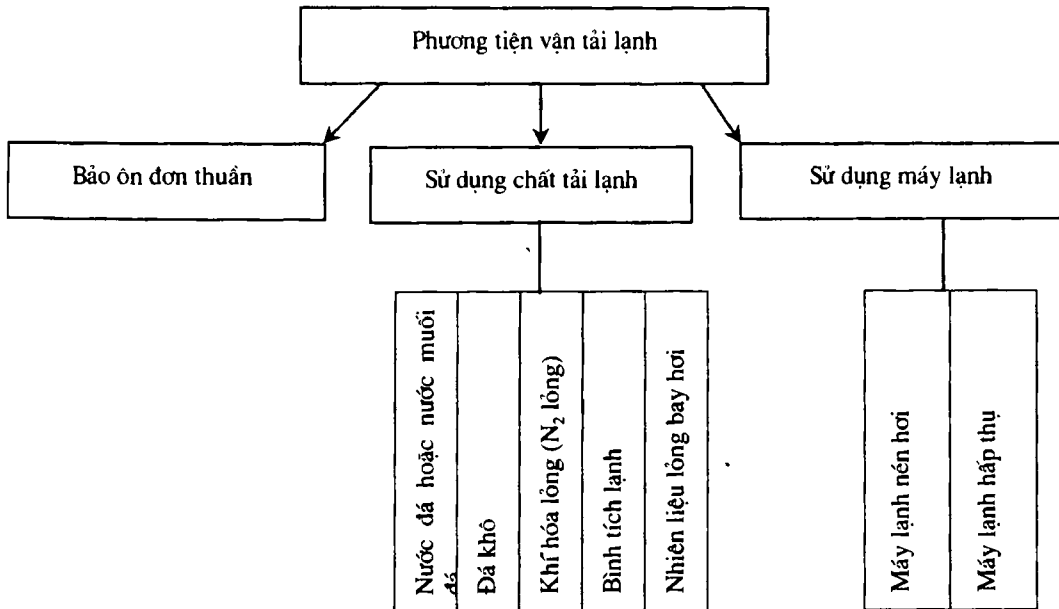 Phương tiện vận tải lạnh
Bảo ôn đơn thuần
Sử dụng chất tải lạnh
Sử dụng máy lạnh
Nước đá hoặc nước muối
đá
Đá khô
Khí hóa lỏng (N₂ lỏng)
Bình tích lạnh
Nhiên liệu lỏng bay hơi
Máy lạnh nén hơi
Máy lạnh hấp thụ